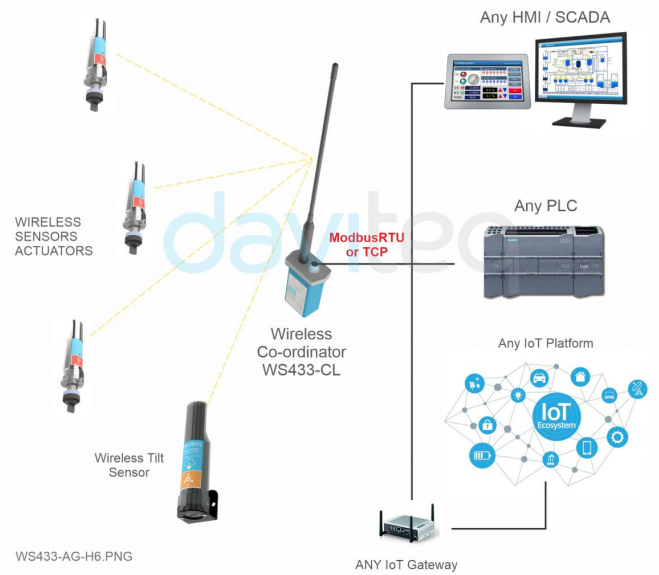 Any HMI / SCADA
daviteq
WIRELESS
SENSORS
ACTUATORS
ModbusRTU
or TCP
Any PLC
Wireless
Co-ordinator
WS433-CL
Any IoT Platform
IoT
Ecosystem
Wireless Tilt
Sensor
WS433-AG-H6.PNG
ANY IoT Gateway